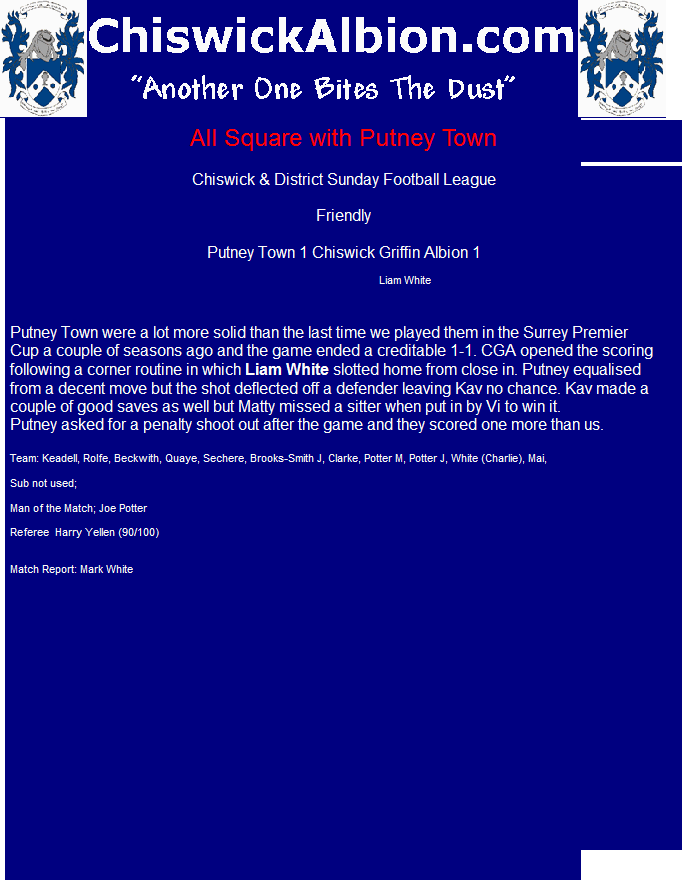 ChiswickAlbion.com
"Another One Bites The Dust"
All Square with Putney Town
Chiswick & District Sunday Football League
Friendly
Putney Town 1 Chiswick Griffin Albion 1
Liam White
Putney Town were a lot more solid than the last time we played them in the Surrey Premier
Cup a couple of seasons ago and the game ended a creditable 1-1. CGA opened the scoring
following a corner routine in which Liam White slotted home from close in. Putney equalised
from a decent move but the shot deflected off a defender leaving Kav no chance. Kav made a
couple of good saves as well but Matty missed a sitter when put in by Vi to win it.
Putney asked for a penalty shoot out after the game and they scored one more than us.
Team: Keadell, Rolfe, Beckwith, Quaye, Sechere, Brooks-Smith J, Clarke, Potter M, Potter J, White (Charlie), Mai,
Sub not used;
Man of the Match; Joe Potter
Referee  Harry Yellen (90/100)
Match Report: Mark White